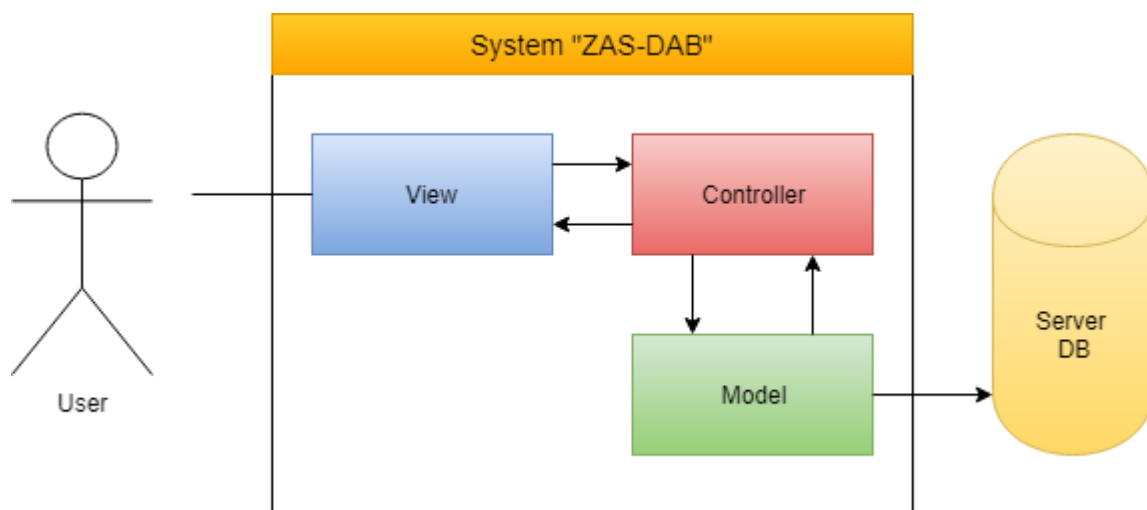 System "ZAS-DAB"
View
Controller
Model
Server
DB
User